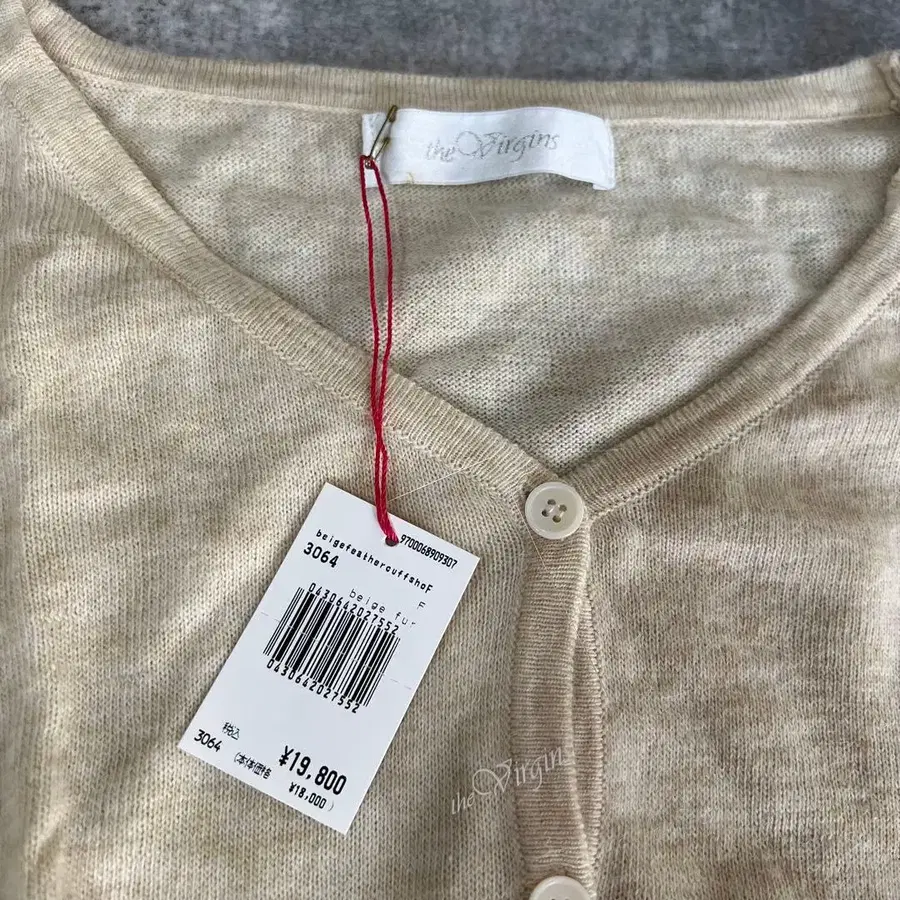 the Virgins
9700068909307
beigefeathercuffshoF
3064
F
beige fur
0430642027552
0430642027552
税込
3064
¥19,800
(本体価格
¥18,000)
the Virgins